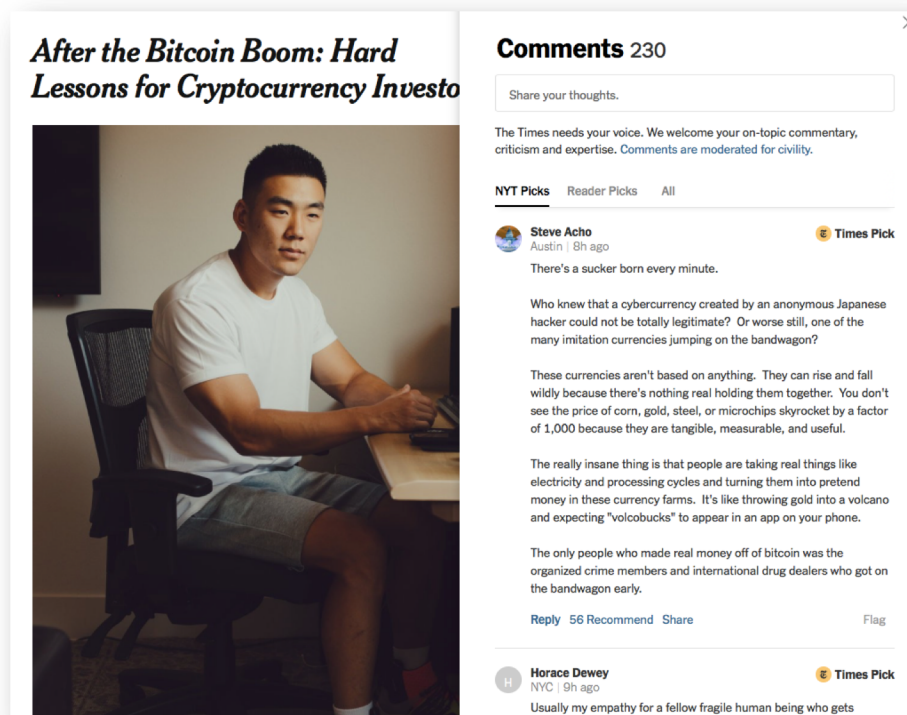 After the Bitcoin Boom: Hard
Lessons for Cryptocurrency Investo
Comments 230
Share your thoughts.
The Times needs your voice. We welcome your on-topic commentary,
criticism and expertise. Comments are moderated for civility.
NYT Picks Reader Picks All
Steve Acho
Times Pick
Austin | 8h ago
There's a sucker born every minute.
Who knew that a cybercurrency created by an anonymous Japanese
hacker could not be totally legitimate? Or worse still, one of the
many imitation currencies jumping on the bandwagon?
These currencies aren't based on anything. They can rise and fall
wildly because there's nothing real holding them together. You don't
see the price of corn, gold, steel, or microchips skyrocket by a factor
of 1,000 because they are tangible, measurable, and useful.
The really insane thing is that people are taking real things like
electricity and processing cycles and turning them into pretend
money in these currency farms. It's like throwing gold into a volcano
and expecting "volcobucks" to appear in an app on your phone.
The only people who made real money off of bitcoin was the
organized crime members and international drug dealers who got on
the bandwagon early.
Reply 56 Recommend Share Flag
H
Horace Dewey
Times Pick
NYC | 9h ago
Usually my empathy for a fellow fragile human being who gets